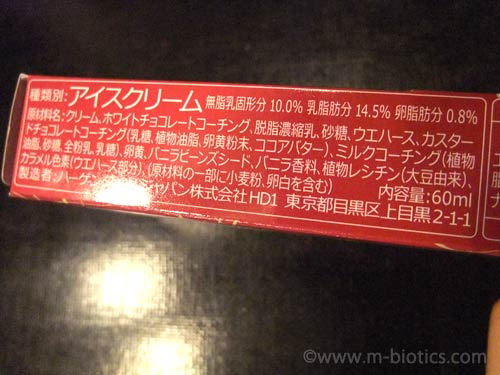 種類別:アイスクリーム 無脂乳固形分 10.0% 乳脂肪分 14.5% 卵脂肪分 0.8%
原材料名:クリーム、ホワイトチョコレートコーチング、脱脂濃縮乳、砂糖、ウエハース、カスター
ドチョコレートコーチング(乳糖、植物油脂、卵黄粉末、ココアバター)、ミルクコーチング(植物
油脂、砂糖、全粉乳、乳糖)、卵黄、バニラビーンズシード、バニラ香料、植物レシチン(大豆由来)、
カラメル色素(ウエハース部分)、(原材料の一部に小麦粉、卵白を含む)
内容量:60ml
製造者:ハーゲン ャパン株式会社HD1 東京都目黒区上目黒2-1-1
©www.m-biotics.com